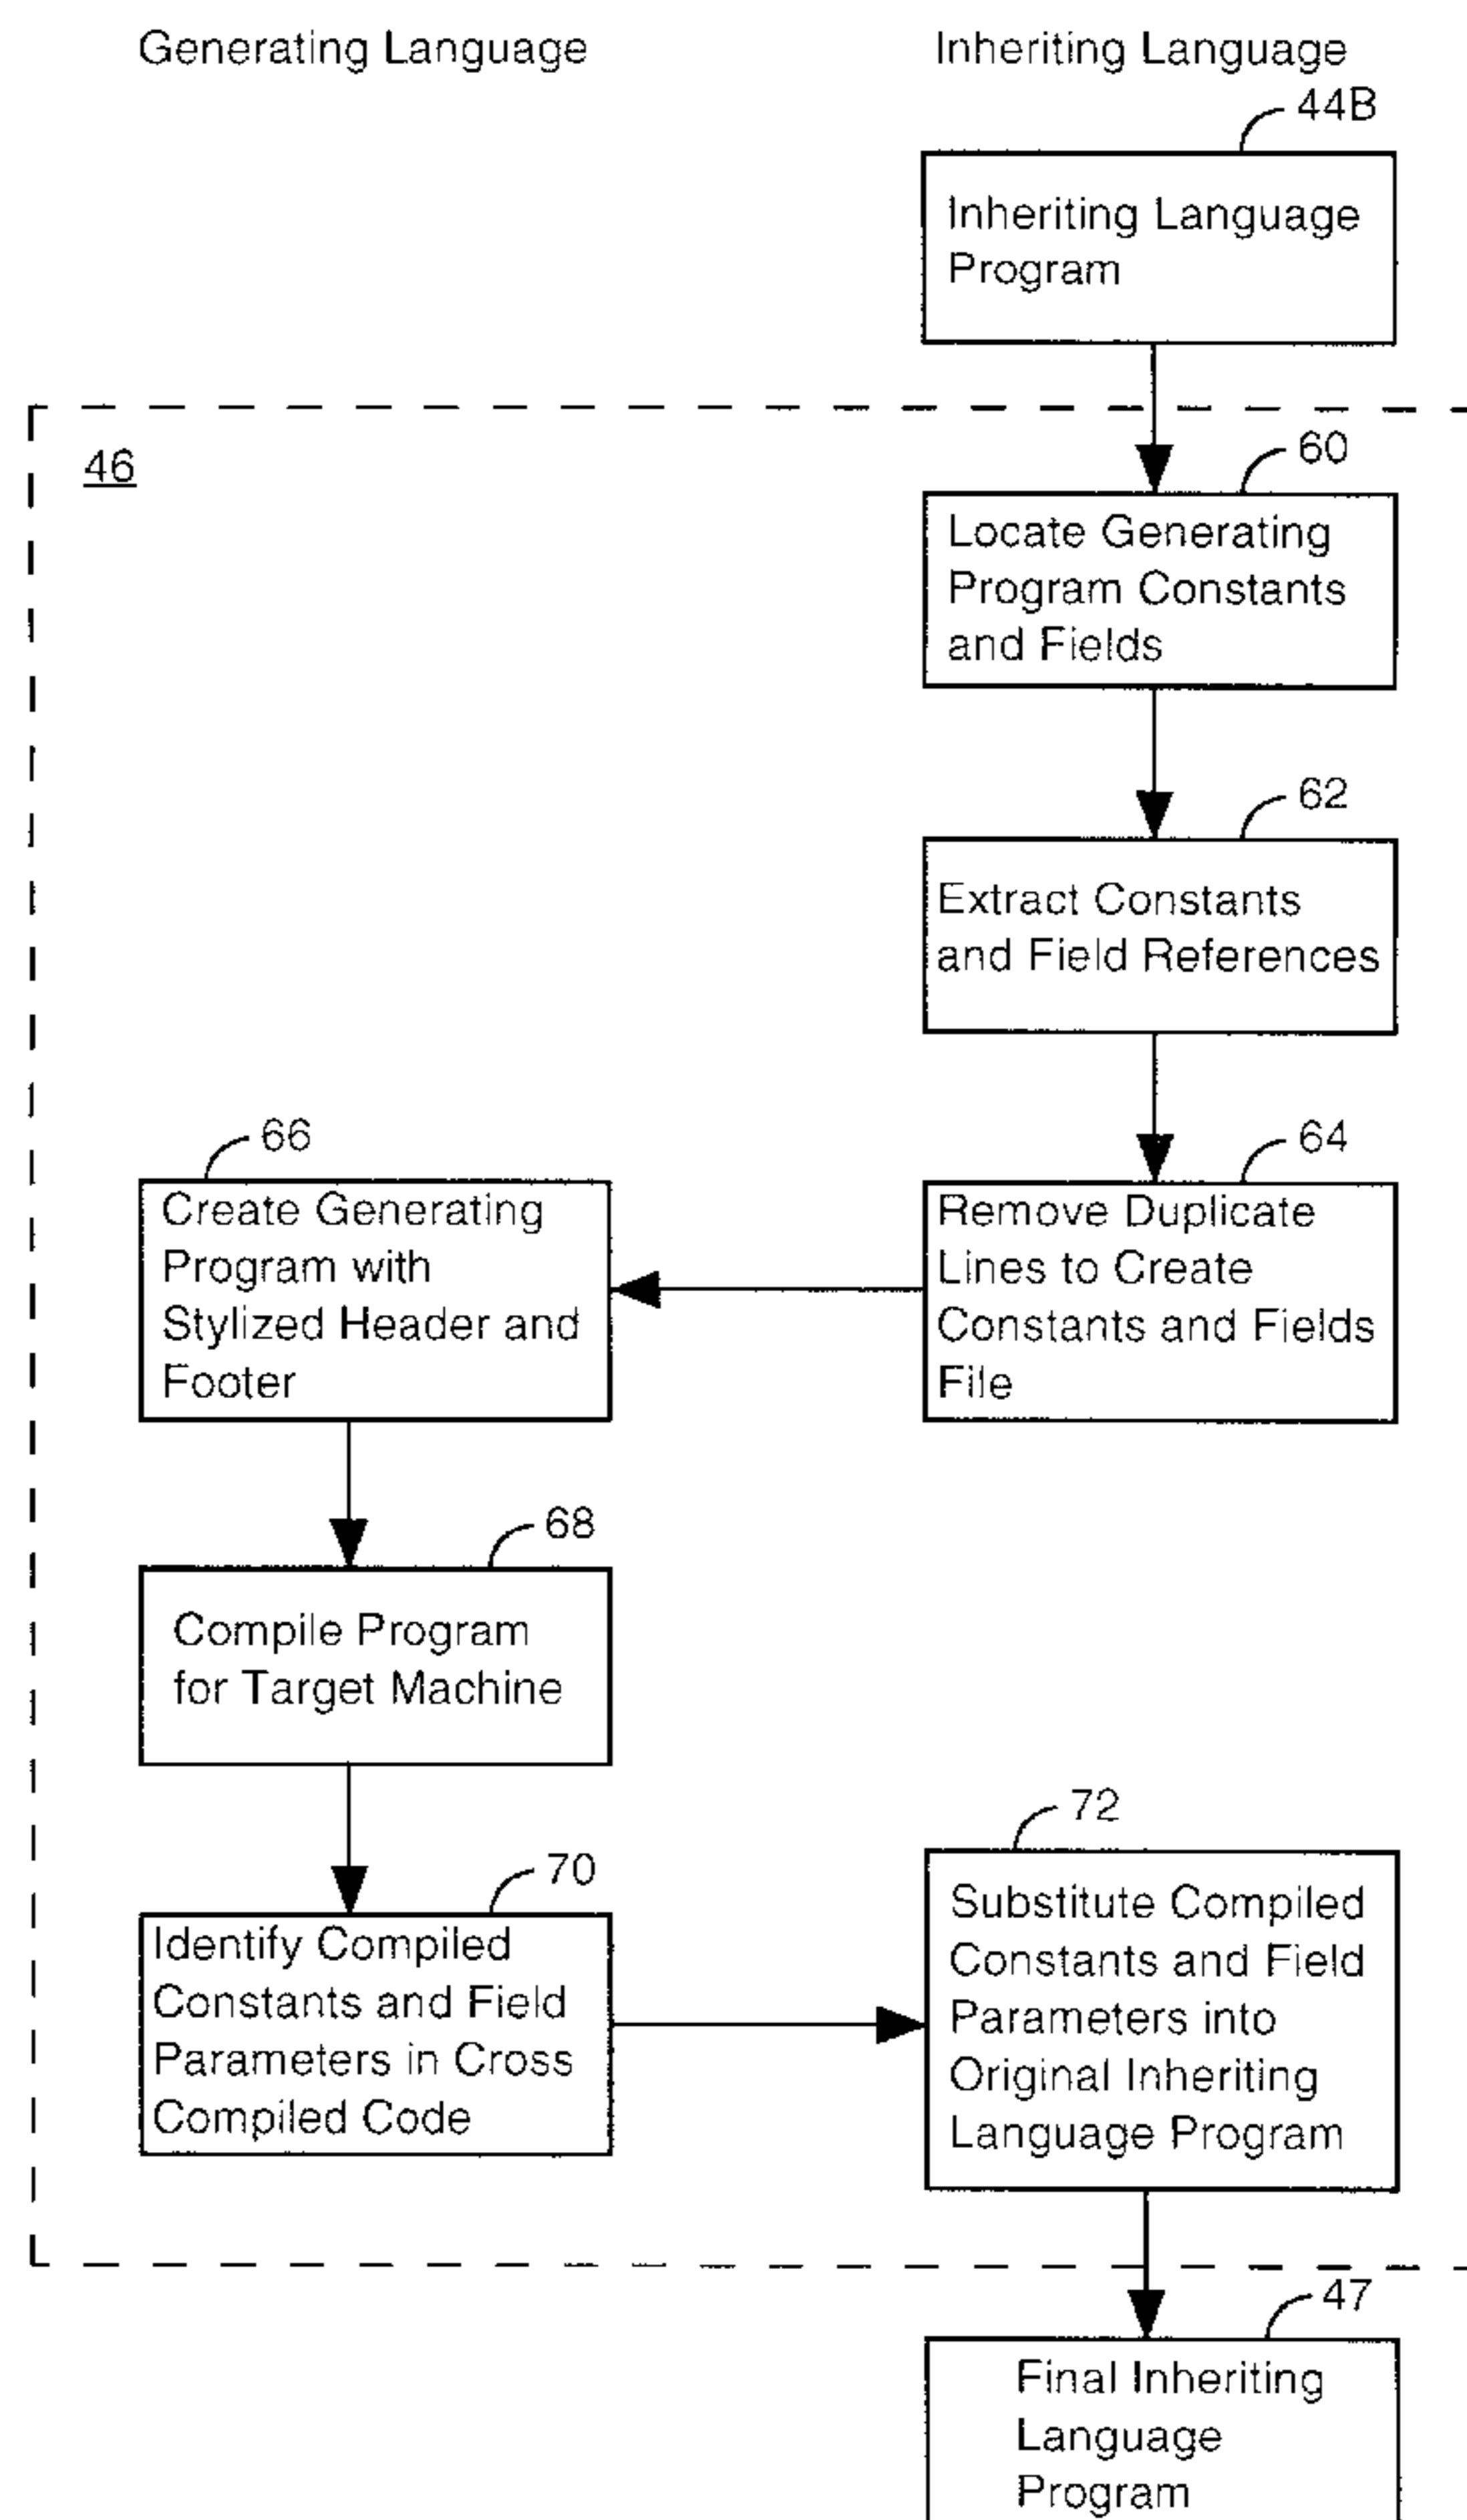 Generating Language
Inheriting Language
44B
Inheriting Language
Program
46
60
Locate Generating
Program Constants
and Fields
62
Extract Constants
and Field References
64
Remove Duplicate
Lines to Create
Constants and Fields
File
66
Create Generating
Program with
Stylized Header and
Footer
68
Compile Program
for Target Machine
70
Identify Compiled
Constants and Field
Parameters in Cross
Compiled Code
72
Substitute Compiled
Constants and Field
Parameters into
Original Inheriting
Language Program
47
Final Inheriting
Language
Program